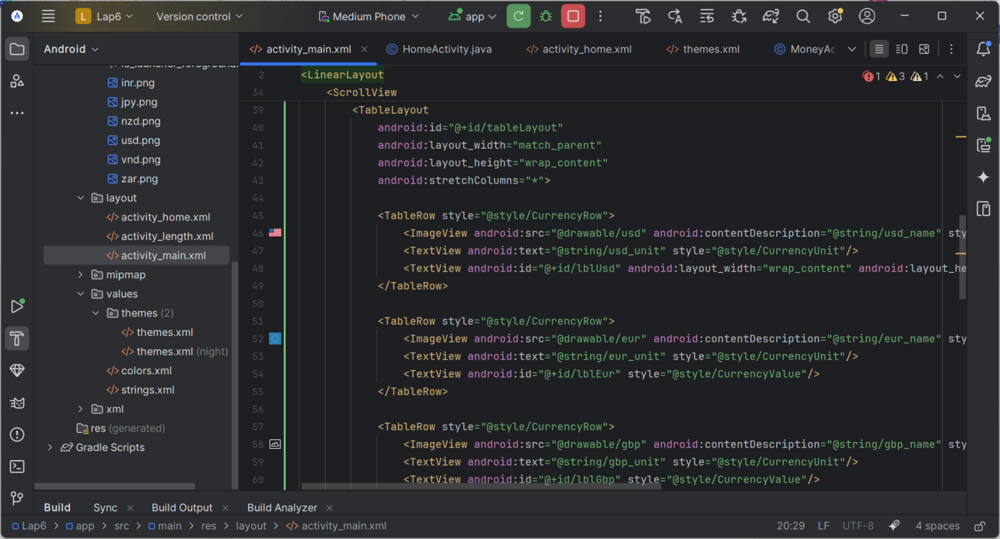 L Lap6 Version control Medium Phone app
Android
activity_main.xml HomeActivity.java activity_home.xml themes.xml MoneyAc
inr.png
jpy.png
nzd.png
usd.png
vnd.png
zar.png
layout
activity_home.xml
activity_length.xml
activity_main.xml
mipmap
values
themes (2)
themes.xml
themes.xml (night)
colors.xml
strings.xml
xml
res (generated)
Gradle Scripts
1 3 1
2 <LinearLayout
34 <ScrollView
39 <TableLayout
40 android:id="@+id/tableLayout"
41 android:layout_width="match_parent"
42 android:layout_height="wrap_content"
43 android:stretchColumns="*">
44
45 <TableRow style="@style/CurrencyRow">
46 <ImageView android:src="@drawable/usd" android:contentDescription="@string/usd_name" sty
47 <TextView android:text="@string/usd_unit" style="@style/CurrencyUnit"/>
48 <TextView android:id="@+id/lblUsd" android:layout_width="wrap_content" android:layout_he
49 </TableRow>
50
51 <TableRow style="@style/CurrencyRow">
52 <ImageView android:src="@drawable/eur" android:contentDescription="@string/eur_name" sty
53 <TextView android:text="@string/eur_unit" style="@style/CurrencyUnit"/>
54 <TextView android:id="@+id/lblEur" style="@style/CurrencyValue"/>
55 </TableRow>
56
57 <TableRow style="@style/CurrencyRow">
58 <ImageView android:src="@drawable/gbp" android:contentDescription="@string/gbp_name" sty
59 <TextView android:text="@string/gbp_unit" style="@style/CurrencyUnit"/>
60 <TextView android:id="@+id/lblGbp" style="@style/CurrencyValue"/>
Build Sync Build Output Build Analyzer
Lap6 > app > src > main > res > layout > activity_main.xml 20:29 LF UTF-8 4 spaces